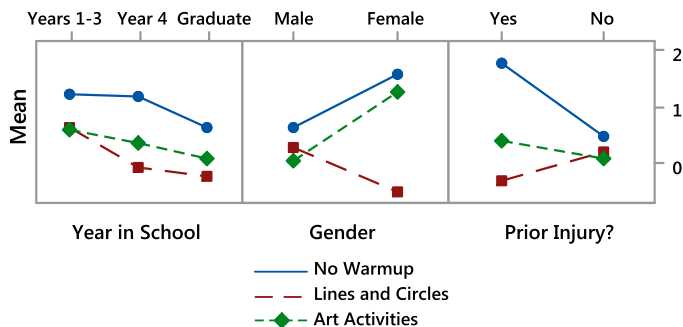 Years 1-3 Year 4 Graduate Male Female Yes No
2
Mean
1
0
Year in School Gender Prior Injury?
No Warmup
Lines and Circles
Art Activities